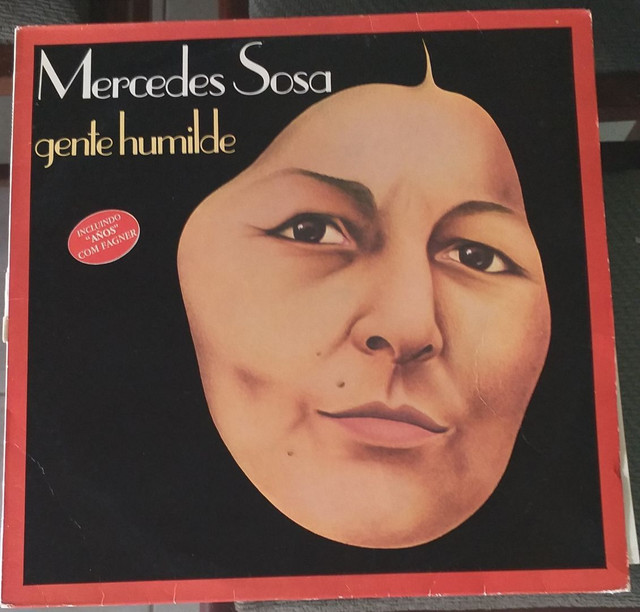 Mercedes Sosa
gente humilde
INCLUINDO
"AÑOS"
COM FAGNER